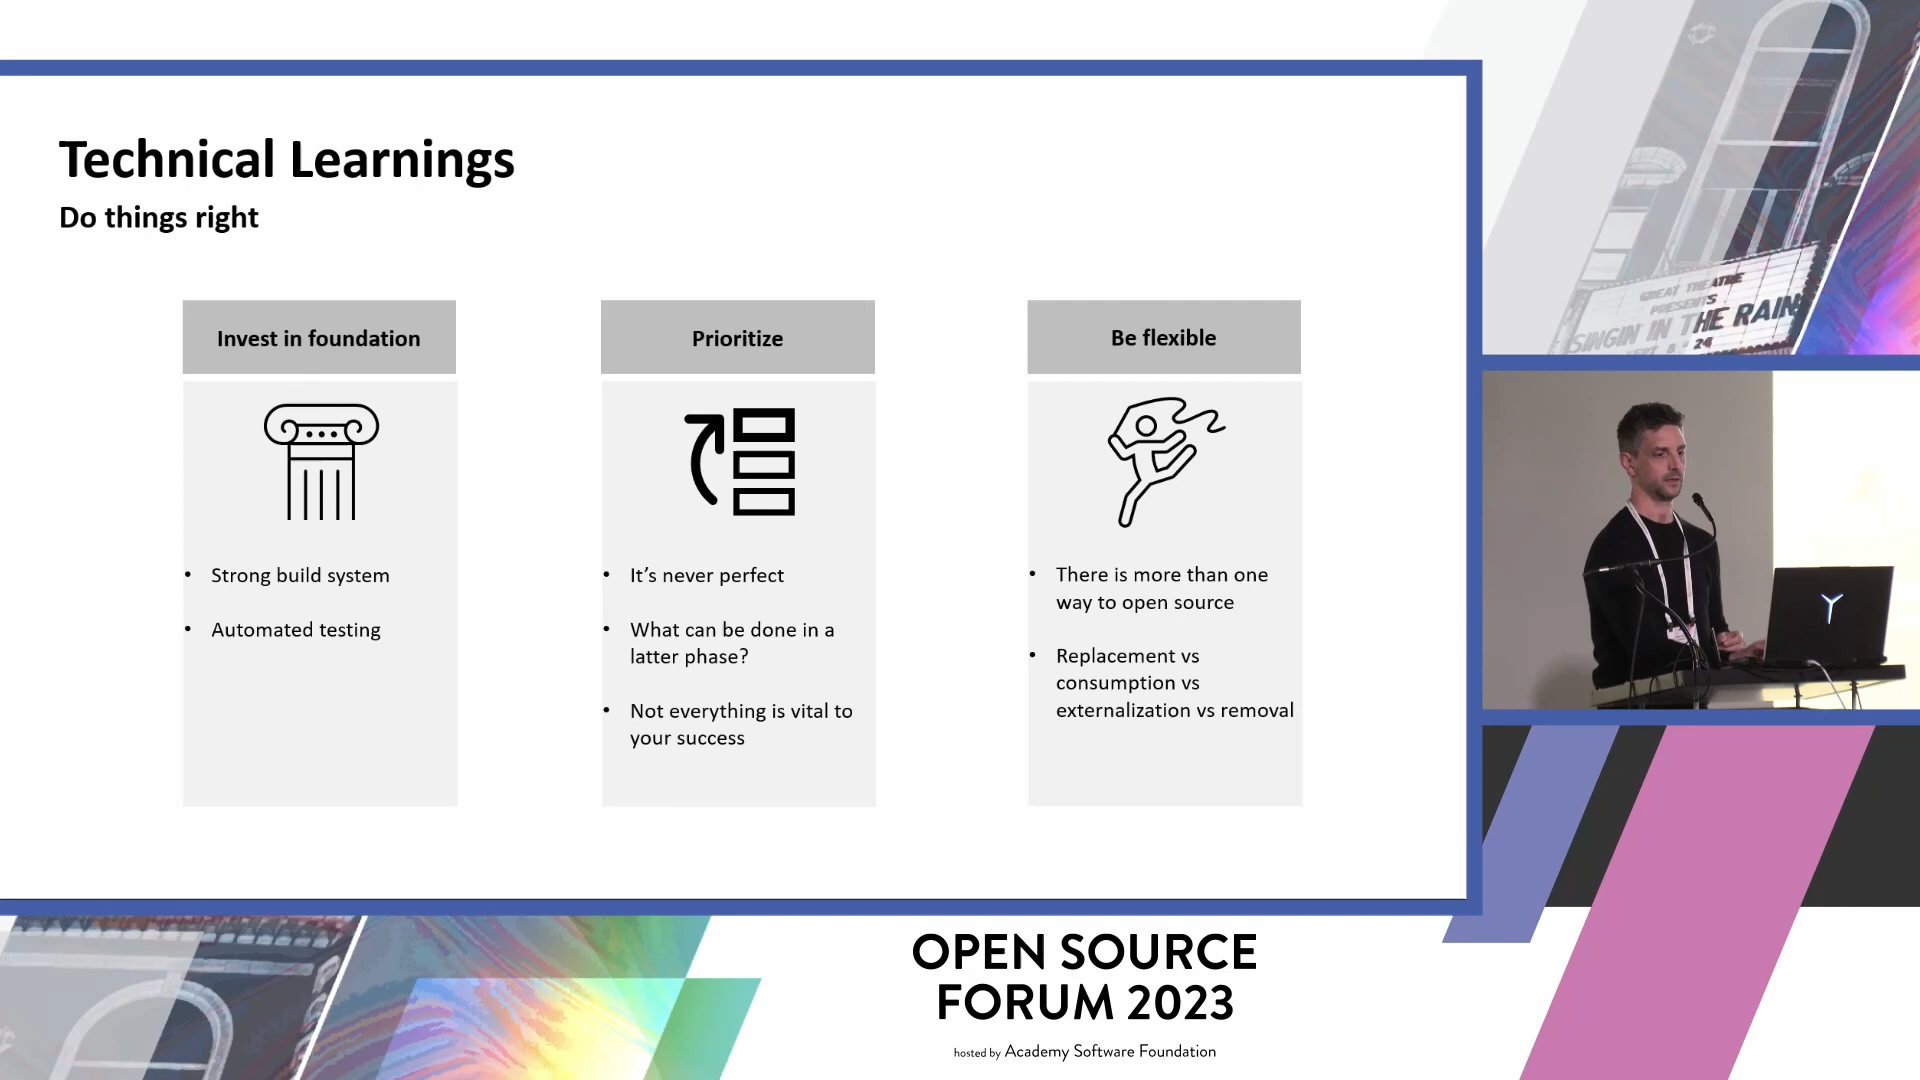 Technical Learnings
Do things right
Invest in foundation
Strong build system
Automated testing
Prioritize
It’s never perfect
What can be done in a
latter phase?
Not everything is vital to
your success
Be flexible
There is more than one
way to open source
Replacement vs
consumption vs
externalization vs removal
GREAT THEATRE
PRESENTS
SINGIN' IN THE RAIN
OPEN SOURCE
FORUM 2023
hosted by Academy Software Foundation